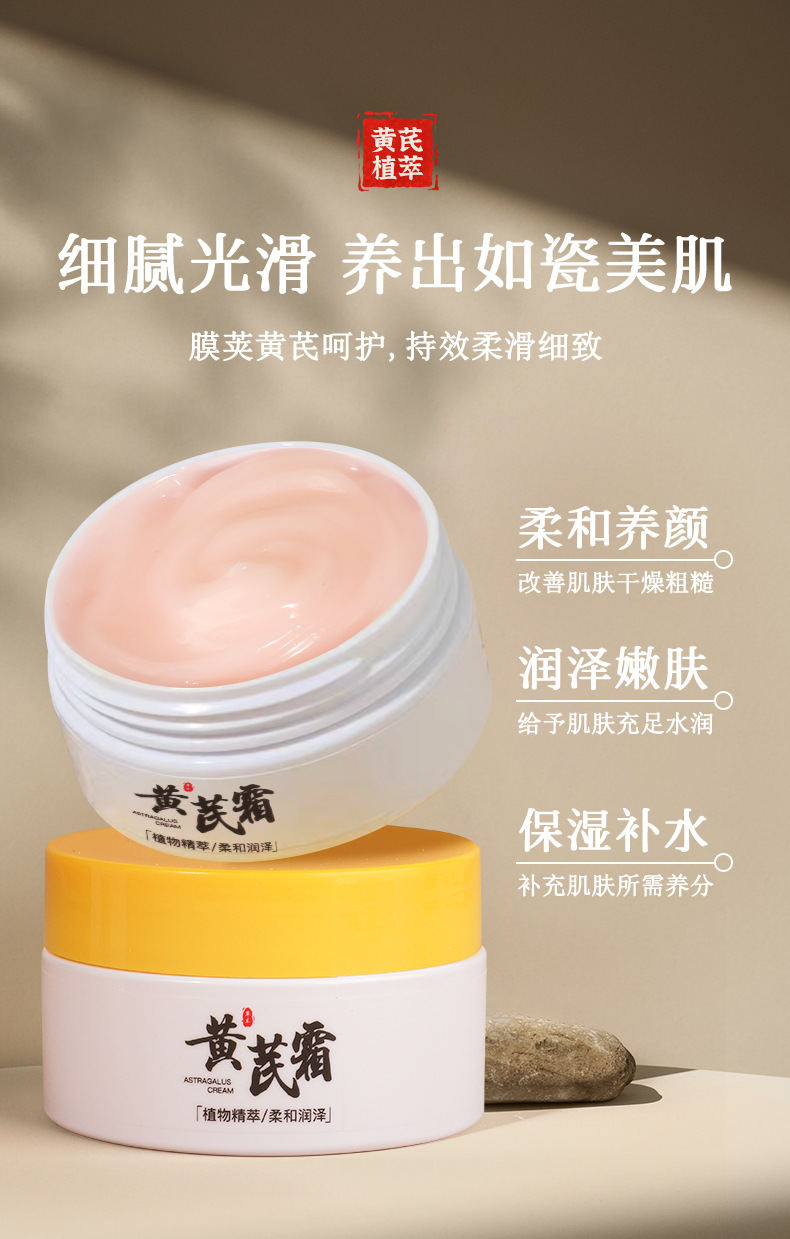 黄芪
植萃
细腻光滑 养出如瓷美肌
膜荚黄芪呵护,持效柔滑细致
柔和养颜
改善肌肤干燥粗糙
润泽嫩肤
给予肌肤充足水润
保湿补水
补充肌肤所需养分
黄芪霜
ASTRAGALUS
CREAM
「植物精萃/柔和润泽」
黄芪霜
ASTRAGALUS
CREAM
「植物精萃/柔和润泽」